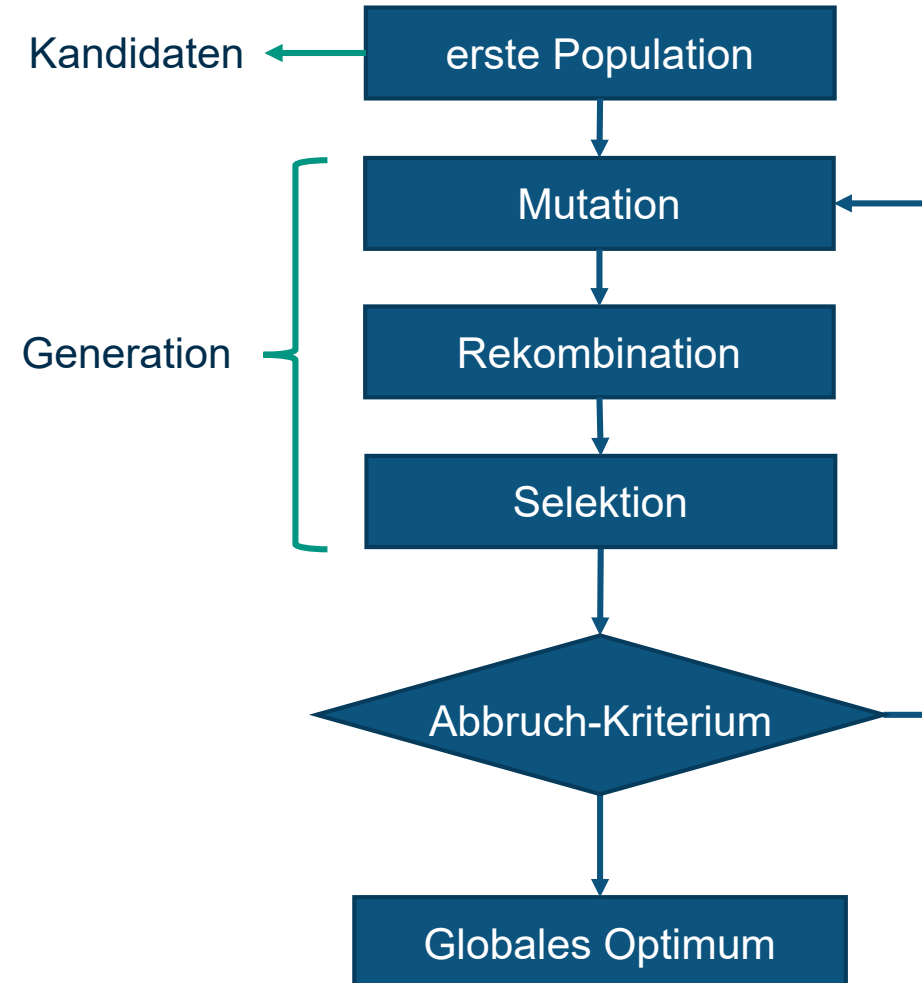 Kandidaten
erste Population
Mutation
Generation
Rekombination
Selektion
Abbruch-Kriterium
Globales Optimum